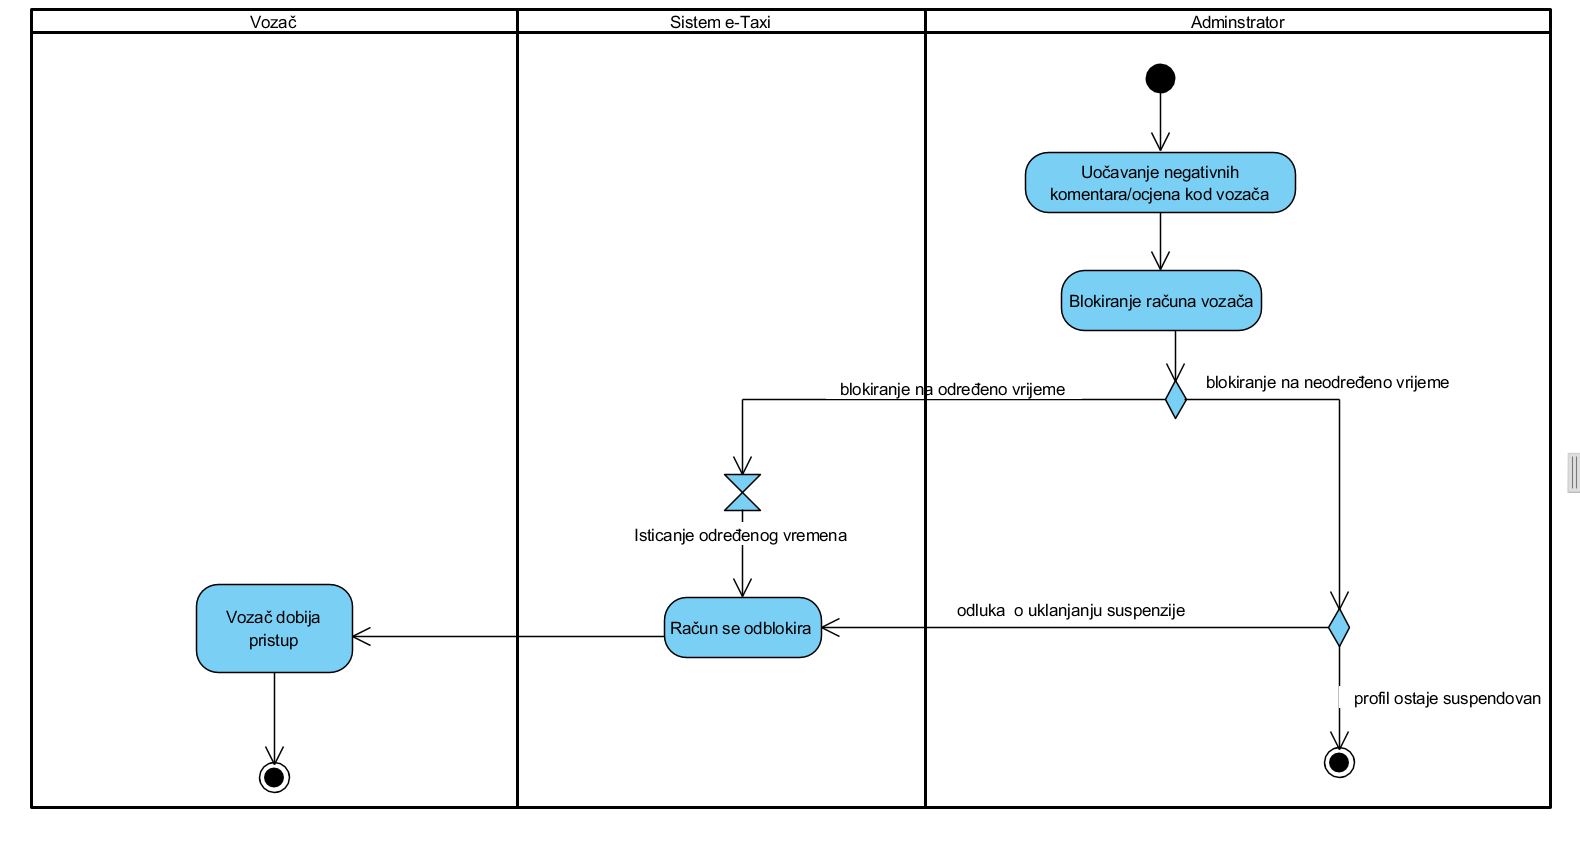 Vozač
Sistem e-Taxi
Adminstrator
Uočavanje negativnih
komentara/ocjena kod vozača
Blokiranje računa vozača
blokiranje na određeno vrijeme
blokiranje na neodređeno vrijeme
Isticanje određenog vremena
Vozač dobija
pristup
Račun se odblokira
odluka  o uklanjanju suspenzije
profil ostaje suspendovan